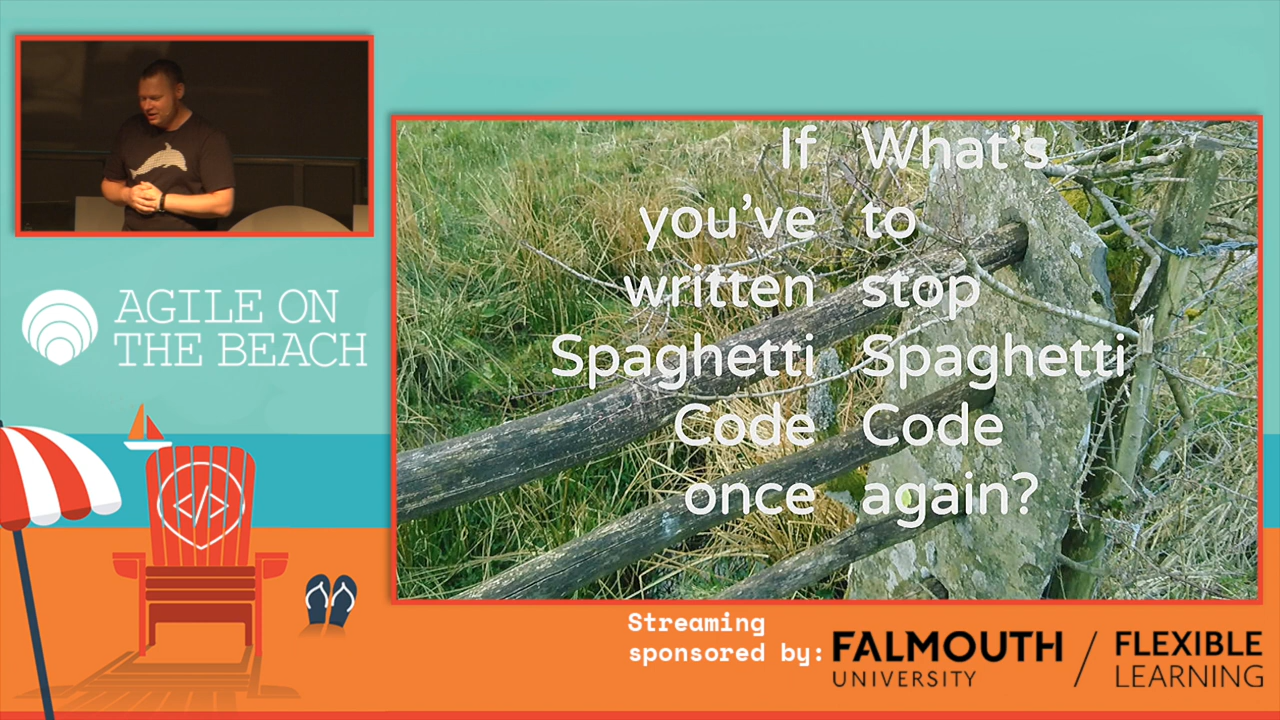 If
you've
written
Spaghetti
Code
once
What's
to
stop
Spaghetti
Code
again?
AGILE ON
THE BEACH
</>
Streaming
sponsored by:
FALMOUTH
UNIVERSITY
/
FLEXIBLE
LEARNING